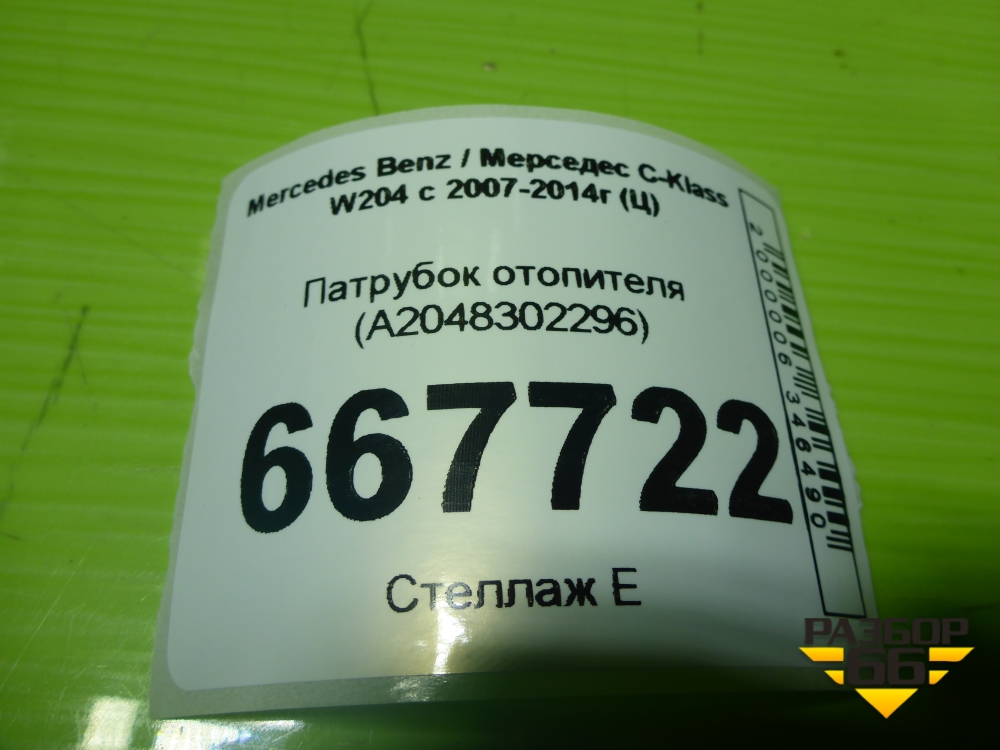 Mercedes Benz / Мерседес C-Klass
W204 с 2007-2014г (Ц)
Патрубок отопителя
(A2048302296)
667722
Стеллаж Е
2000006346490
РАЗБОР
66